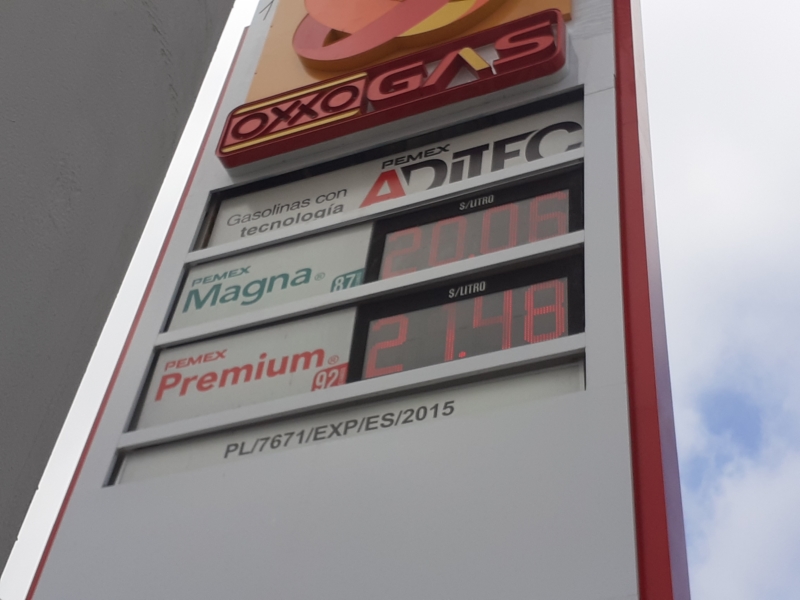 OXXO GAS
Gasolinas con
tecnología
PEMEX
ADITEC
$/LITRO
PEMEX
Magna® 87
20.06
$/LITRO
PEMEX
Premium® 92
21.48
PL/7671/EXP/ES/2015